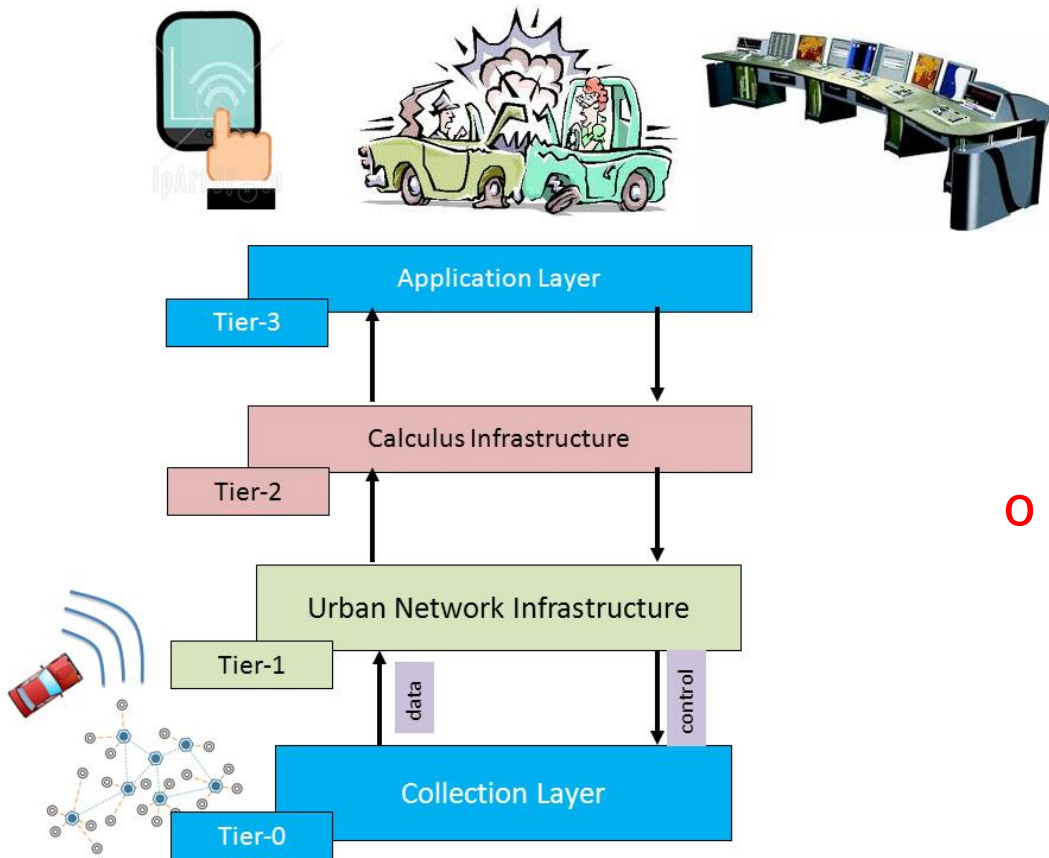 Application Layer
Tier-3
Calculus Infrastructure
Tier-2
o
Urban Network Infrastructure
Tier-1
data
control
Collection Layer
Tier-0